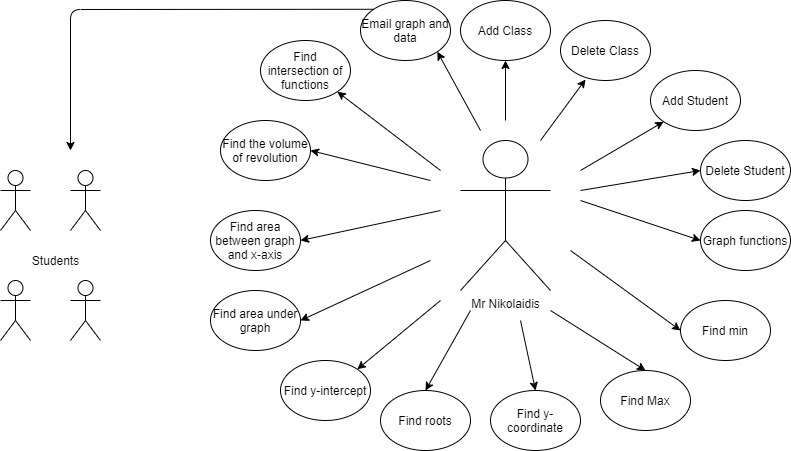 Email graph and
data
Add Class
Delete Class
Find
intersection of
functions
Add Student
Find the volume
of revolution
Delete Student
Find area
between graph
and x-axis
Graph functions
Students
Mr Nikolaidis
Find area under
graph
Find min
Find y-intercept
Find Max
Find roots
Find y-
coordinate